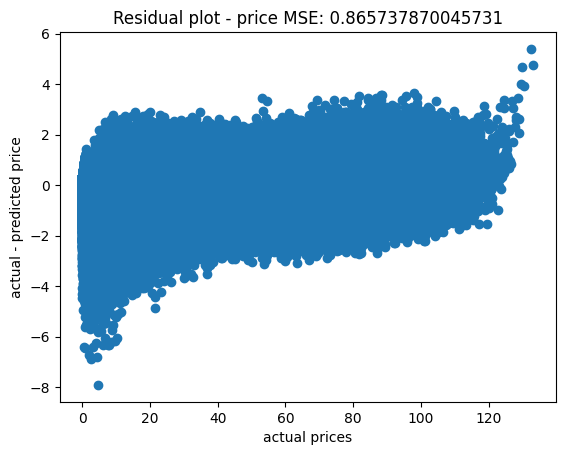 Residual plot - price MSE: 0.865737870045731
6
4
2
0
−2
−4
−6
−8
actual - predicted price
0 20 40 60 80 100 120
actual prices